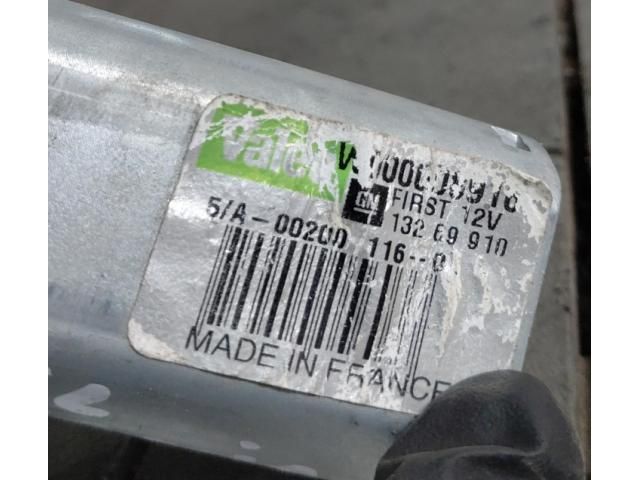 Valeo
GM
FIRST 12V
132 69 910
5/A-00200 116--0
MADE IN FRANCE